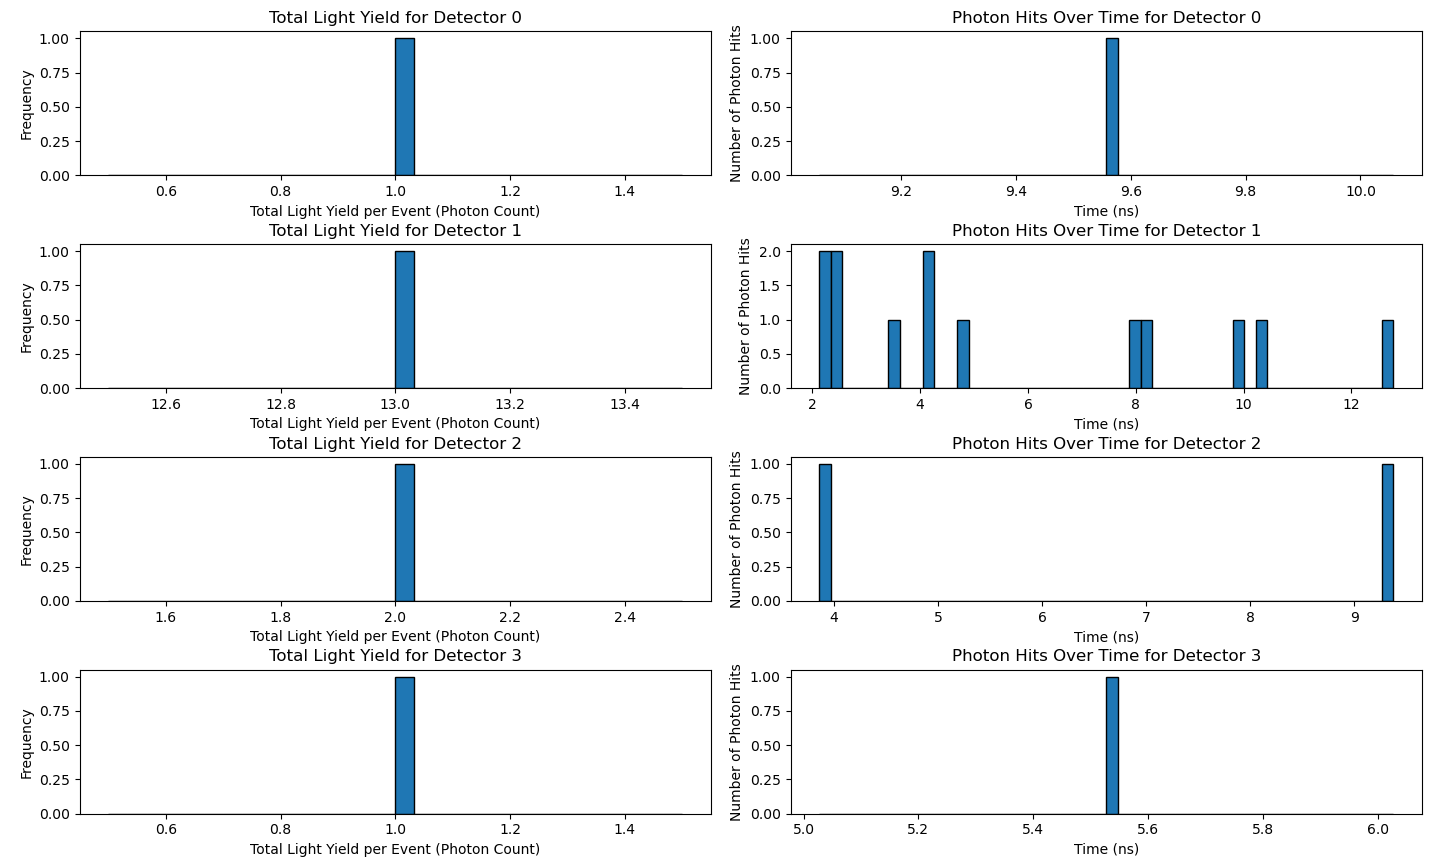 Total Light Yield for Detector 0
Frequency
1.00
0.75
0.50
0.25
0.00
0.6 0.8 1.0 1.2 1.4
Total Light Yield per Event (Photon Count)
Photon Hits Over Time for Detector 0
Number of Photon Hits
1.00
0.75
0.50
0.25
0.00
9.2 9.4 9.6 9.8 10.0
Time (ns)
Total Light Yield for Detector 1
Frequency
1.00
0.75
0.50
0.25
0.00
12.6 12.8 13.0 13.2 13.4
Total Light Yield per Event (Photon Count)
Photon Hits Over Time for Detector 1
Number of Photon Hits
2.0
1.5
1.0
0.5
0.0
2 4 6 8 10 12
Time (ns)
Total Light Yield for Detector 2
Frequency
1.00
0.75
0.50
0.25
0.00
1.6 1.8 2.0 2.2 2.4
Total Light Yield per Event (Photon Count)
Photon Hits Over Time for Detector 2
Number of Photon Hits
1.00
0.75
0.50
0.25
0.00
4 5 6 7 8 9
Time (ns)
Total Light Yield for Detector 3
Frequency
1.00
0.75
0.50
0.25
0.00
0.6 0.8 1.0 1.2 1.4
Total Light Yield per Event (Photon Count)
Photon Hits Over Time for Detector 3
Number of Photon Hits
1.00
0.75
0.50
0.25
0.00
5.0 5.2 5.4 5.6 5.8 6.0
Time (ns)